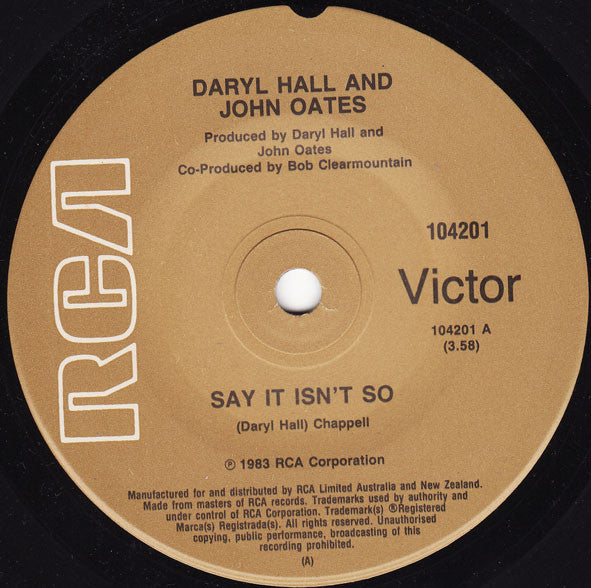 DARYL HALL AND
JOHN OATES
Produced by Daryl Hall and
John Oates
Co-Produced by Bob Clearmountain
RCA
104201
Victor
104201 A
(3.58)
SAY IT ISN'T SO
(Daryl Hall) Chappell
℗ 1983 RCA Corporation
Manufactured for and distributed by RCA Limited Australia and New Zealand.
Made from masters of RCA records. Trademarks used by authority and
under control of RCA Corporation. Trademark(s) ®Registered
Marca(s) Registrada(s). All rights reserved. Unauthorised
copying, public performance, broadcasting of this
recording prohibited.
(A)